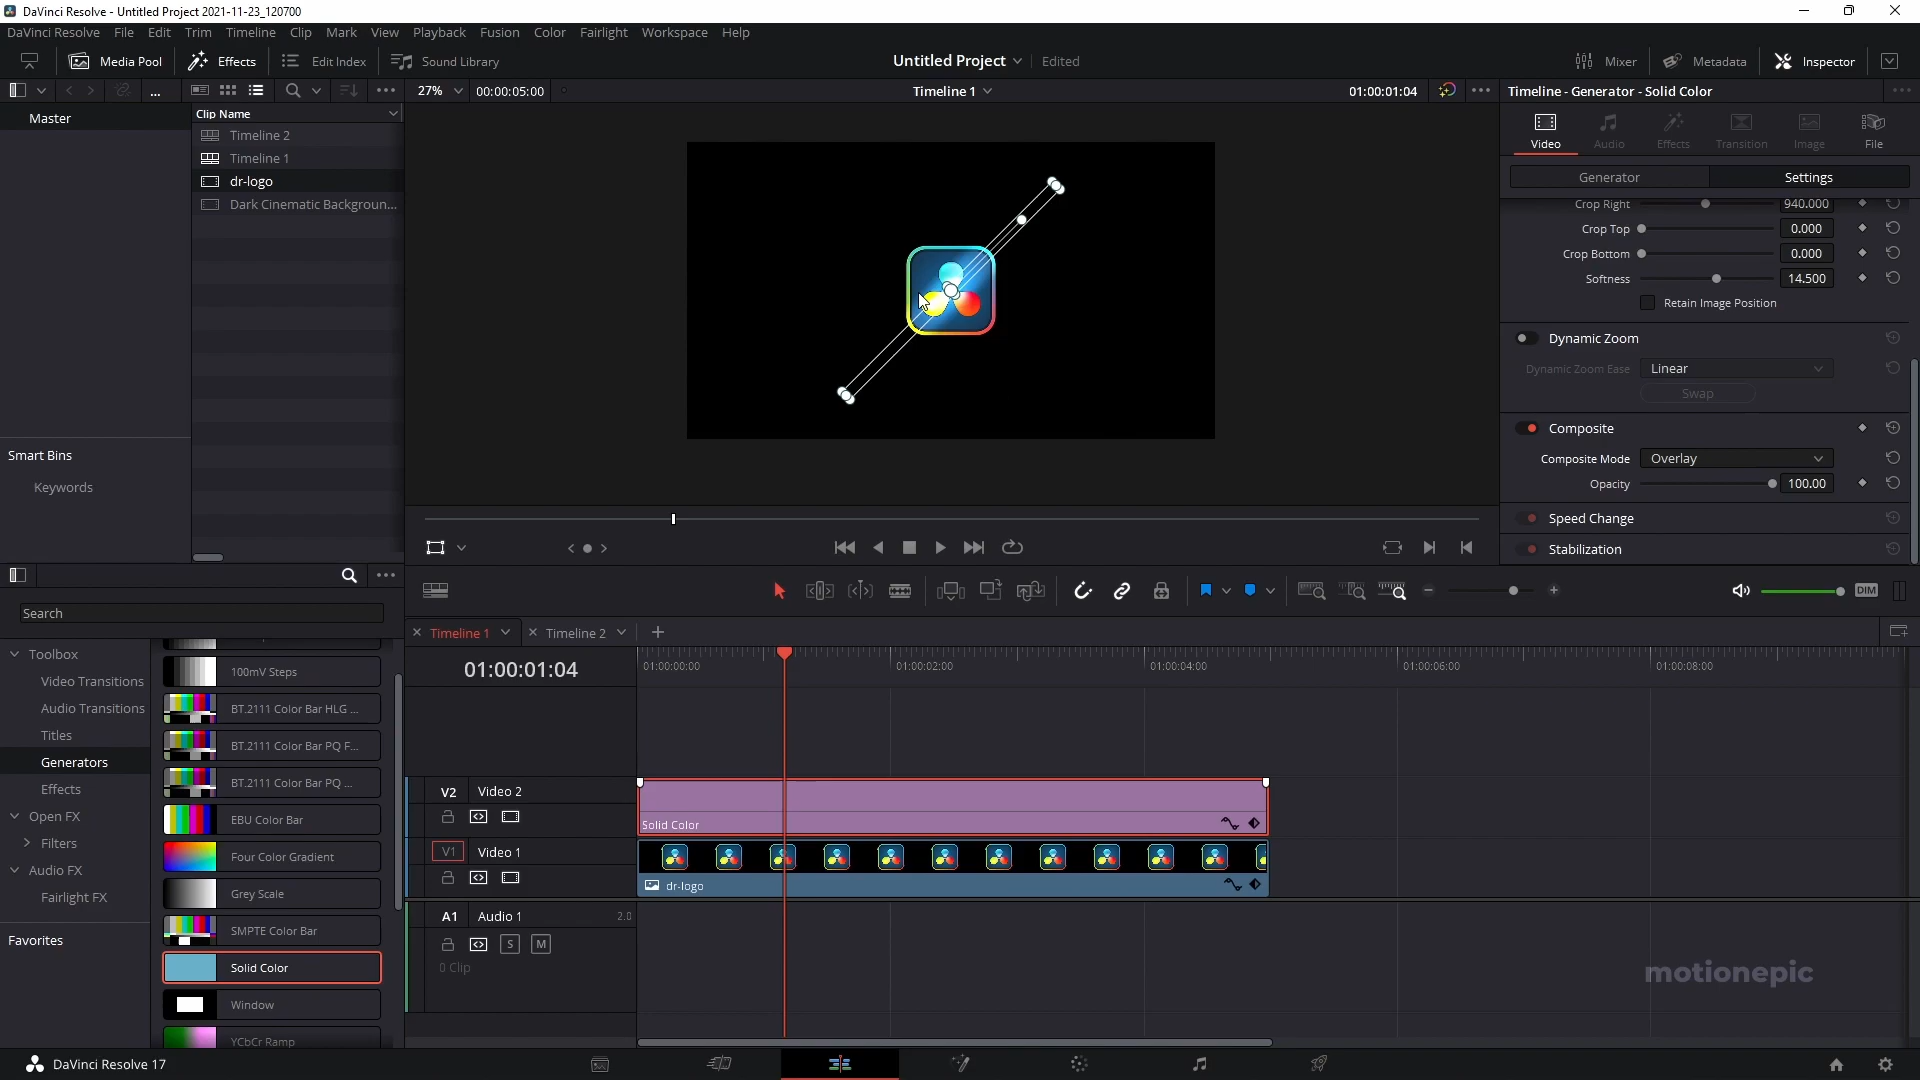 DaVinci Resolve - Untitled Project 2021-11-23_120700
DaVinci Resolve File Edit Trim Timeline Clip Mark View Playback Fusion Color Fairlight Workspace Help
Media Pool Effects Edit Index Sound Library Untitled Project Edited Mixer Metadata Inspector
... 27% 00:00:05:00 Timeline 1 01:00:01:04 Timeline - Generator - Solid Color
Master
Clip Name
Timeline 2
Timeline 1
dr-logo
Dark Cinematic Backgroun...
Smart Bins
Keywords
Video Audio Effects Transition Image File
Generator Settings
Crop Right 940.000
Crop Top 0.000
Crop Bottom 0.000
Softness 14.500
Retain Image Position
Dynamic Zoom
Dynamic Zoom Ease Linear
Swap
Composite
Composite Mode Overlay
Opacity 100.00
Speed Change
Stabilization
DIM
Search
Toolbox
Video Transitions
Audio Transitions
Titles
Generators
Effects
Open FX
Filters
Audio FX
Fairlight FX
Favorites
100mV Steps
BT.2111 Color Bar HLG ...
BT.2111 Color Bar PQ F...
BT.2111 Color Bar PQ ...
EBU Color Bar
Four Color Gradient
Grey Scale
SMPTE Color Bar
Solid Color
Window
YCbCr Ramp
Timeline 1 Timeline 2
01:00:01:04
01:00:00:00 01:00:02:00 01:00:04:00 01:00:06:00 01:00:08:00
V2 Video 2
Solid Color
V1 Video 1
dr-logo
A1 Audio 1 2.0
S M
0 Clip
motionepic
DaVinci Resolve 17